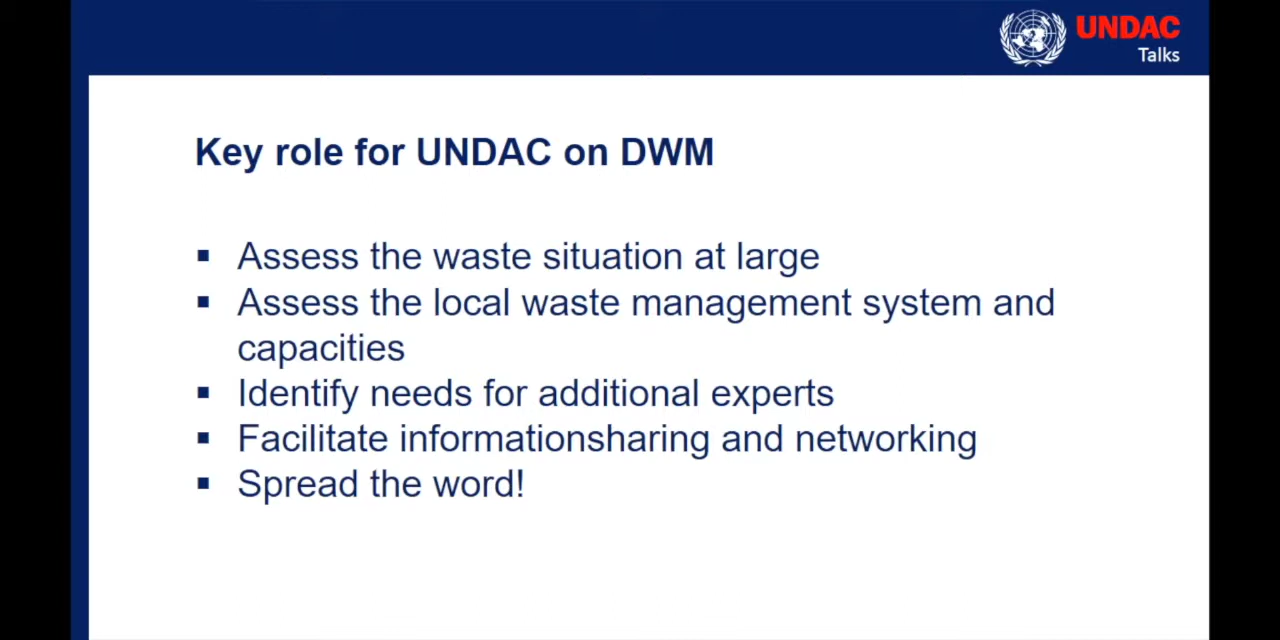 UNDAC
Talks
Key role for UNDAC on DWM
▪ Assess the waste situation at large
▪ Assess the local waste management system and
capacities
▪ Identify needs for additional experts
▪ Facilitate informationsharing and networking
▪ Spread the word!